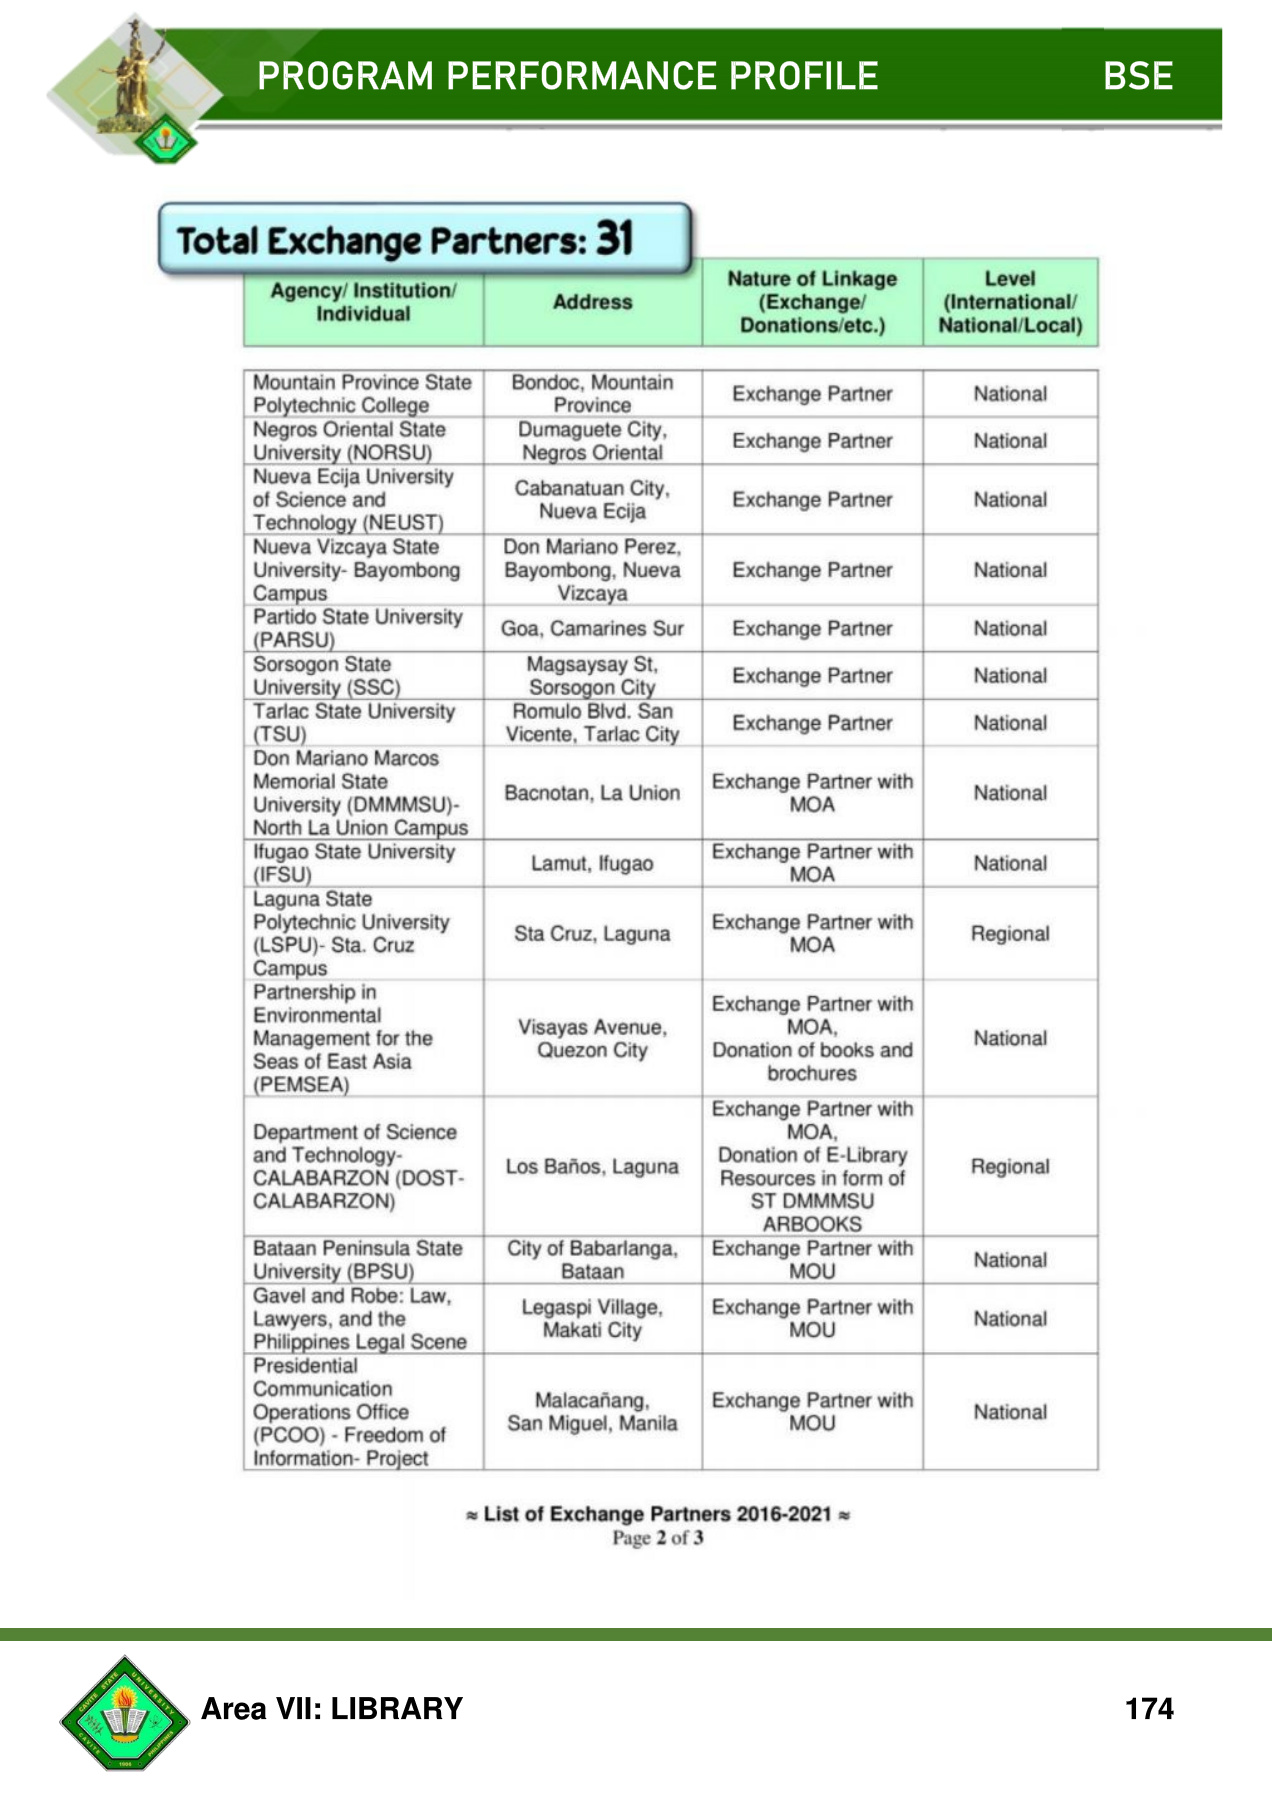 PROGRAM PERFORMANCE PROFILE BSE
Total Exchange Partners: 31
Agency/ Institution/
Individual
Address
Nature of Linkage
(Exchange/
Donations/etc.)
Level
(International/
National/Local)
Mountain Province State
Polytechnic College
Bondoc, Mountain
Province
Exchange Partner
National
Negros Oriental State
University (NORSU)
Dumaguete City,
Negros Oriental
Exchange Partner
National
Nueva Ecija University
of Science and
Technology (NEUST)
Cabanatuan City,
Nueva Ecija
Exchange Partner
National
Nueva Vizcaya State
University- Bayombong
Campus
Don Mariano Perez,
Bayombong, Nueva
Vizcaya
Exchange Partner
National
Partido State University
(PARSU)
Goa, Camarines Sur
Exchange Partner
National
Sorsogon State
University (SSC)
Magsaysay St,
Sorsogon City
Exchange Partner
National
Tarlac State University
(TSU)
Romulo Blvd. San
Vicente, Tarlac City
Exchange Partner
National
Don Mariano Marcos
Memorial State
University (DMMMSU)-
North La Union Campus
Bacnotan, La Union
Exchange Partner with
MOA
National
Ifugao State University
(IFSU)
Lamut, Ifugao
Exchange Partner with
MOA
National
Laguna State
Polytechnic University
(LSPU)- Sta. Cruz
Campus
Sta Cruz, Laguna
Exchange Partner with
MOA
Regional
Partnership in
Environmental
Management for the
Seas of East Asia
(PEMSEA)
Visayas Avenue,
Quezon City
Exchange Partner with
MOA,
Donation of books and
brochures
National
Department of Science
and Technology-
CALABARZON (DOST-
CALABARZON)
Los Baños, Laguna
Exchange Partner with
MOA,
Donation of E-Library
Resources in form of
ST DMMMSU
ARBOOKS
Regional
Bataan Peninsula State
University (BPSU)
City of Babarlanga,
Bataan
Exchange Partner with
MOU
National
Gavel and Robe: Law,
Lawyers, and the
Philippines Legal Scene
Legaspi Village,
Makati City
Exchange Partner with
MOU
National
Presidential
Communication
Operations Office
(PCOO) - Freedom of
Information- Project
Malacañang,
San Miguel, Manila
Exchange Partner with
MOU
National
≈ List of Exchange Partners 2016-2021 ≈
Page 2 of 3
CAVITE STATE UNIVERSITY
CAVITE 1906 PHILIPPINES
Area VII: LIBRARY 174